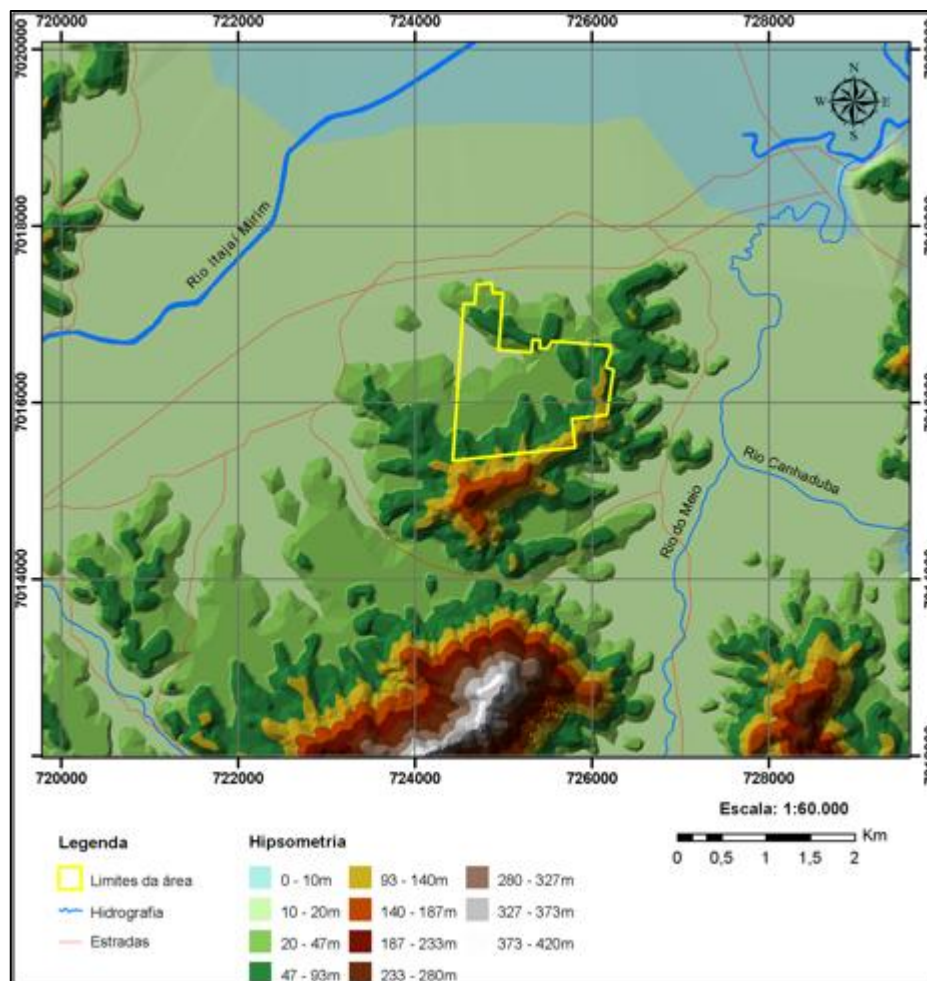 720000 722000 724000 726000 728000
7020000
7018000
7016000
7014000
N
W E
S
Rio Itajaí Mirim
Rio do Meio
Rio Canhaduba
720000 722000 724000 726000 728000
Escala: 1:60.000
Km
0 0,5 1 1,5 2
Legenda
Limites da área
Hidrografia
Estradas
Hipsometria
0 - 10m
10 - 20m
20 - 47m
47 - 93m
93 - 140m
140 - 187m
187 - 233m
233 - 280m
280 - 327m
327 - 373m
373 - 420m